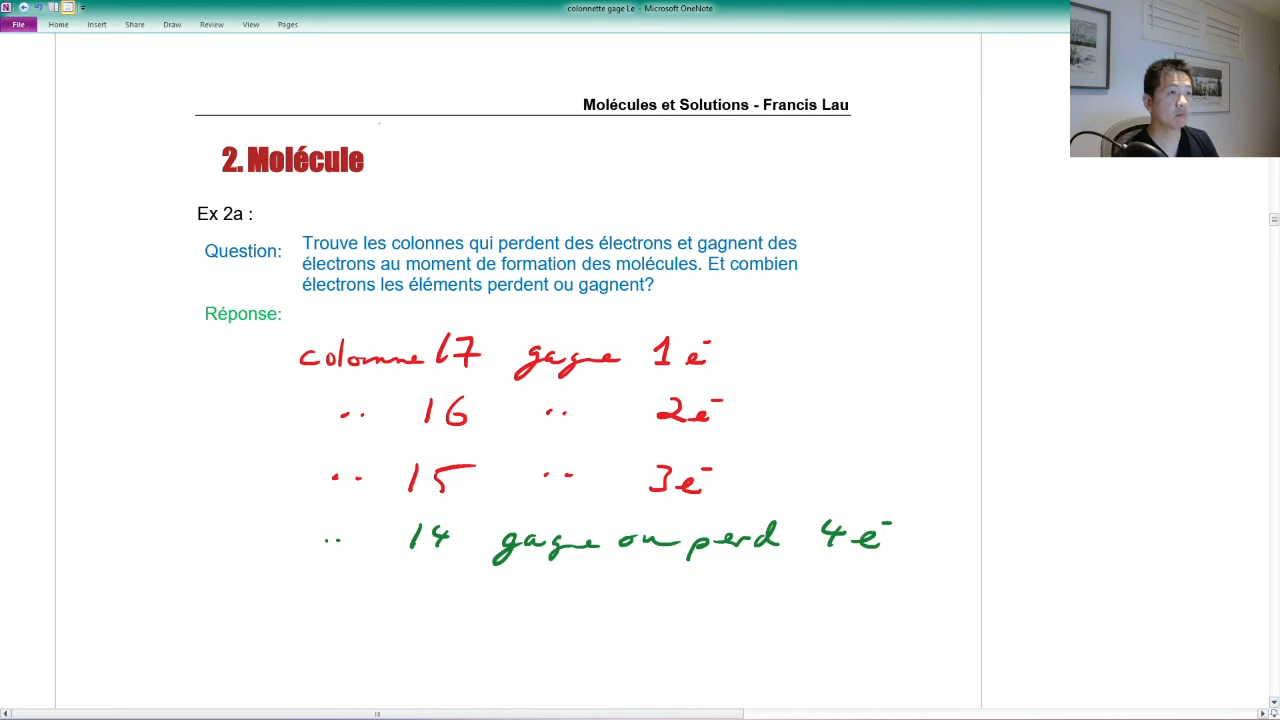 colonnette gage Le - Microsoft OneNote
File Home Insert Share Draw Review View Pages
Molécules et Solutions - Francis Lau
2. Molécule
Ex 2a :
Question: Trouve les colonnes qui perdent des électrons et gagnent des
électrons au moment de formation des molécules. Et combien
électrons les éléments perdent ou gagnent?
Réponse:
colonne 17 gagne 1e⁻
·· 16 ·· 2e⁻
·· 15 ·· 3e⁻
·· 14 gagne ou perd 4e⁻